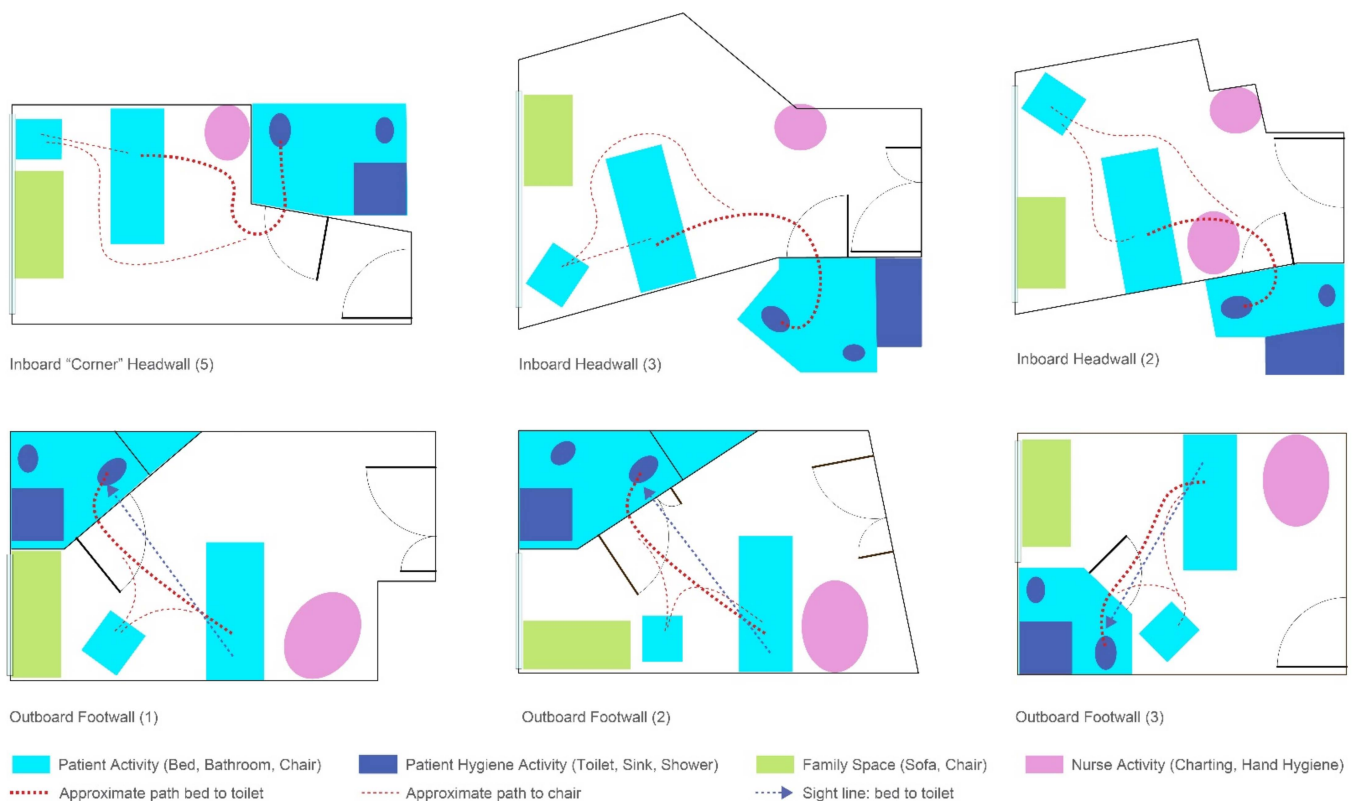 Inboard “Corner” Headwall (5)
Inboard Headwall (3)
Inboard Headwall (2)
Outboard Footwall (1)
Outboard Footwall (2)
Outboard Footwall (3)
Patient Activity (Bed, Bathroom, Chair)
Patient Hygiene Activity (Toilet, Sink, Shower)
Family Space (Sofa, Chair)
Nurse Activity (Charting, Hand Hygiene)
Approximate path bed to toilet
Approximate path to chair
Sight line: bed to toilet